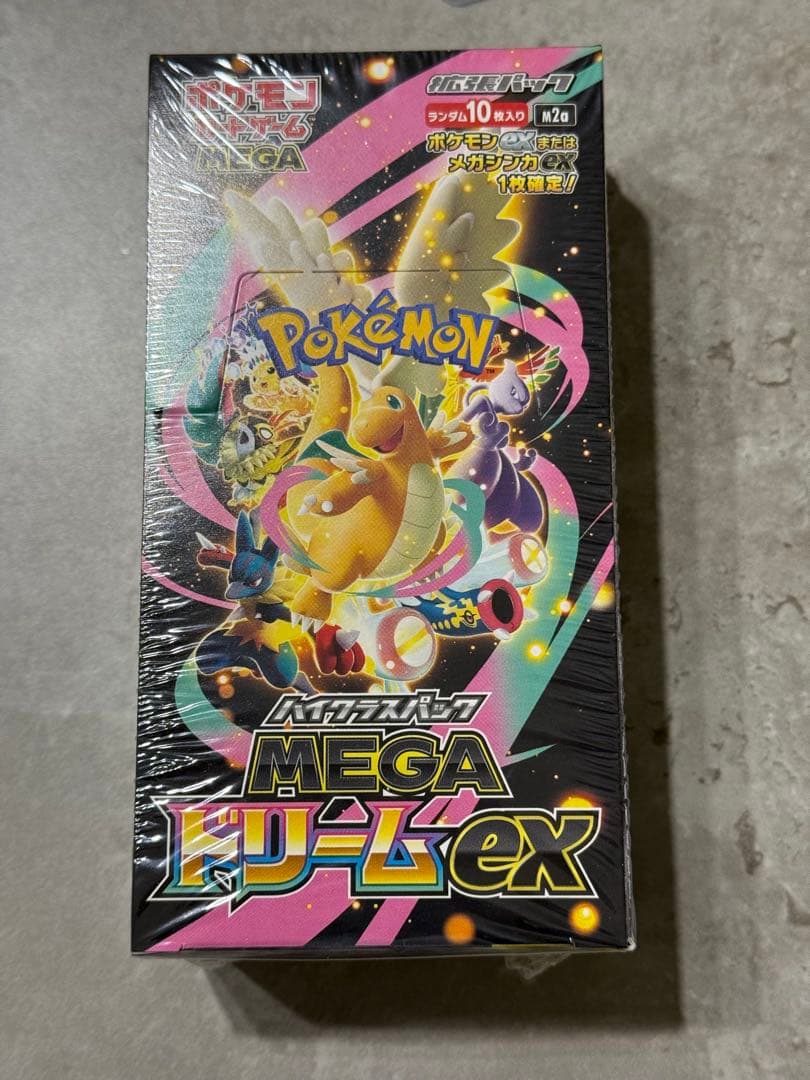 ポケモン
カードゲーム
MEGA
拡張パック
ランダム10枚入り M2a
ポケモンexまたは
メガシンカex
1枚確定!
POKÉMON
TM
ハイクラスパック
MEGA
ドリームex